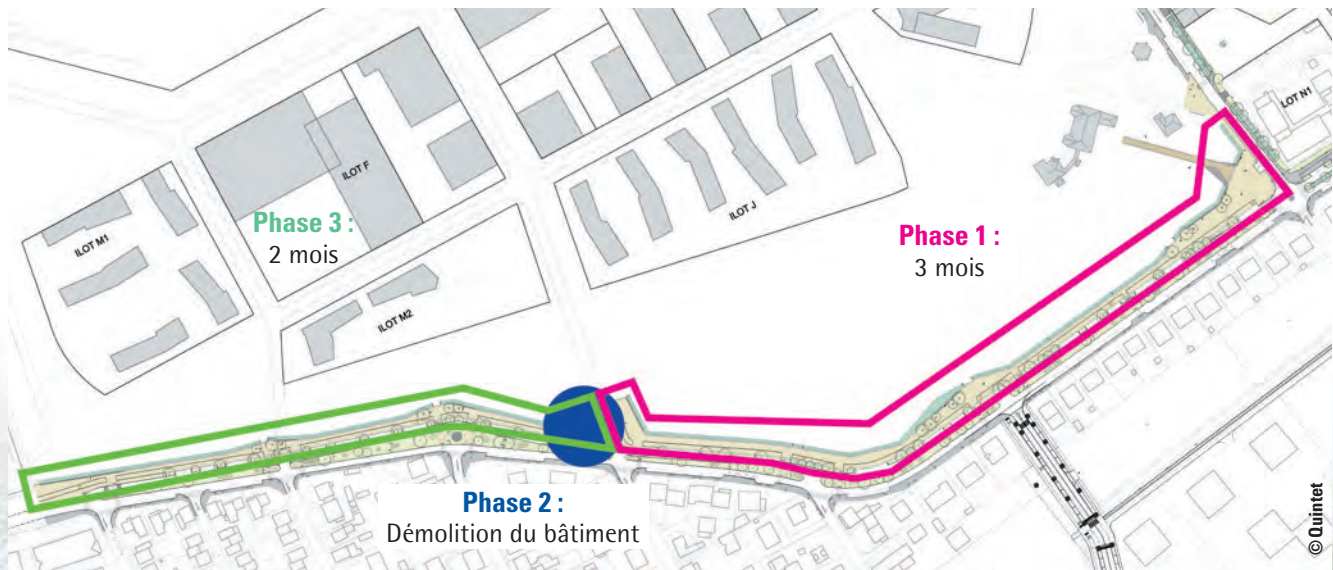 LOT N1
ILOT F
ILOT J
ILOT M1
Phase 3 :
2 mois
Phase 1 :
3 mois
ILOT M2
Phase 2 :
Démolition du bâtiment
© Quintet